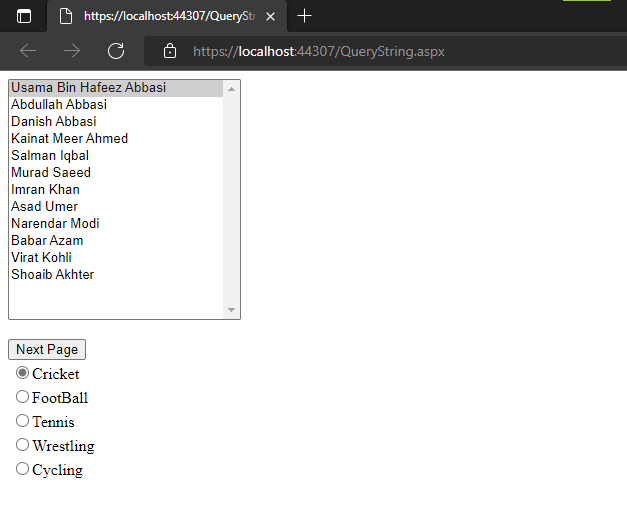 https://localhost:44307/QueryStr
https://localhost:44307/QueryString.aspx
Usama Bin Hafeez Abbasi
Abdullah Abbasi
Danish Abbasi
Kainat Meer Ahmed
Salman Iqbal
Murad Saeed
Imran Khan
Asad Umer
Narendar Modi
Babar Azam
Virat Kohli
Shoaib Akhter
Next Page
Cricket
FootBall
Tennis
Wrestling
Cycling